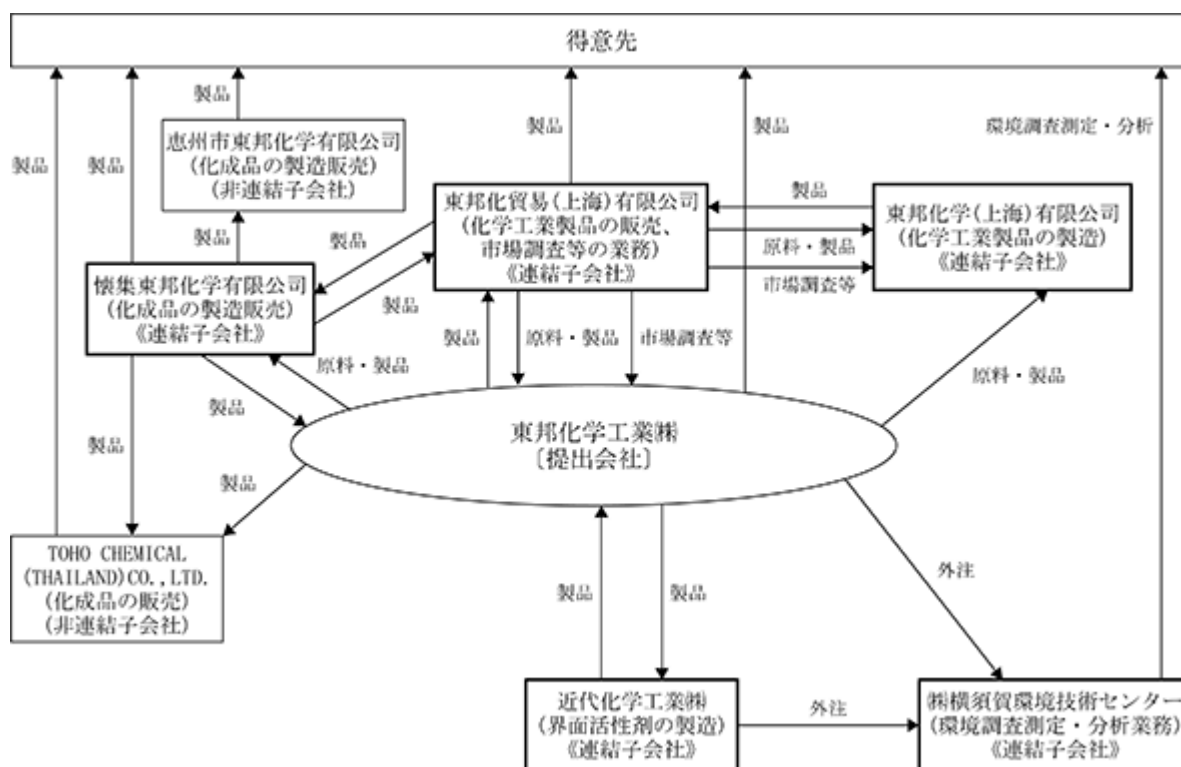 得意先
製品
製品
製品
製品
製品
環境調査測定・分析
恵州市東邦化学有限公司
(化成品の製造販売)
(非連結子会社)
東邦化貿易(上海)有限公司
(化学工業製品の販売、
市場調査等の業務)
《連結子会社》
製品
原料・製品
市場調査等
東邦化学(上海)有限公司
(化学工業製品の製造)
《連結子会社》
製品
製品
製品
懐集東邦化学有限公司
(化成品の製造販売)
《連結子会社》
製品
原料・製品
市場調査等
原料・製品
原料・製品
製品
製品
製品
東邦化学工業㈱
〔提出会社〕
TOHO CHEMICAL
(THAILAND)CO.,LTD.
(化成品の販売)
(非連結子会社)
製品
製品
外注
近代化学工業㈱
(界面活性剤の製造)
《連結子会社》
外注
㈱横須賀環境技術センター
(環境調査測定・分析業務)
《連結子会社》